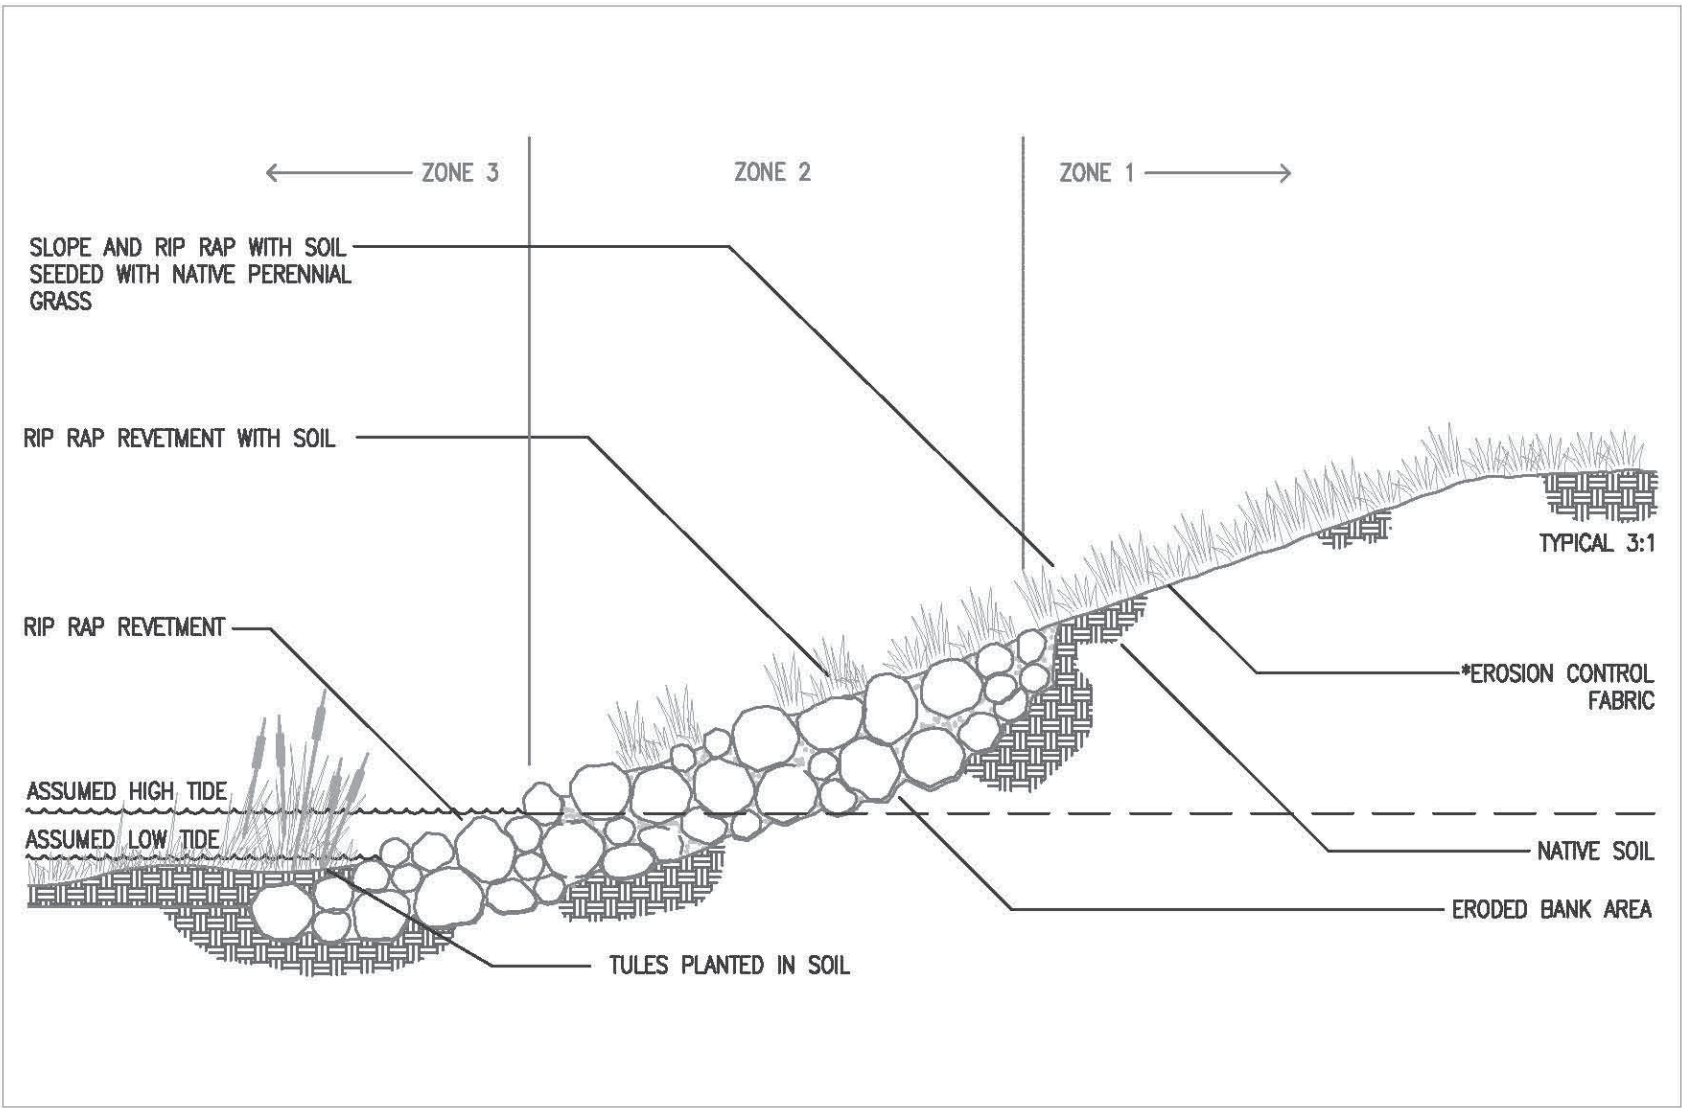 ZONE 3
ZONE 2
ZONE 1
SLOPE AND RIP RAP WITH SOIL
SEEDED WITH NATIVE PERENNIAL
GRASS
RIP RAP REVETMENT WITH SOIL
TYPICAL 3:1
RIP RAP REVETMENT
*EROSION CONTROL
FABRIC
ASSUMED HIGH TIDE
ASSUMED LOW TIDE
NATIVE SOIL
ERODED BANK AREA
TULES PLANTED IN SOIL